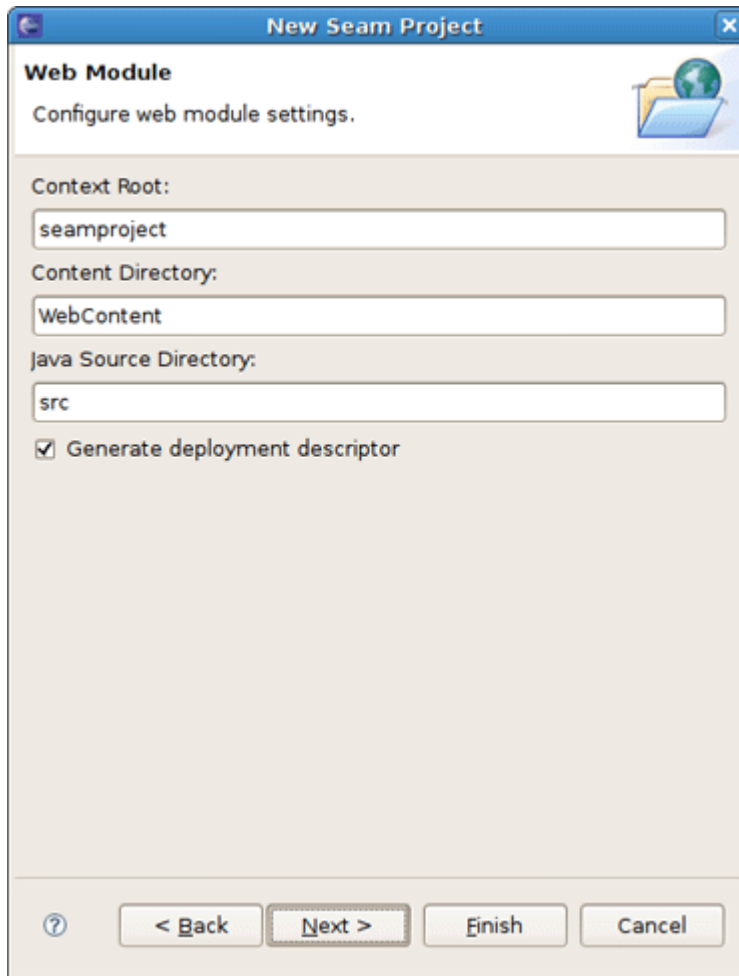 New Seam Project
Web Module
Configure web module settings.
Context Root:
seamproject
Content Directory:
WebContent
Java Source Directory:
src
Generate deployment descriptor
? < Back Next > Finish Cancel